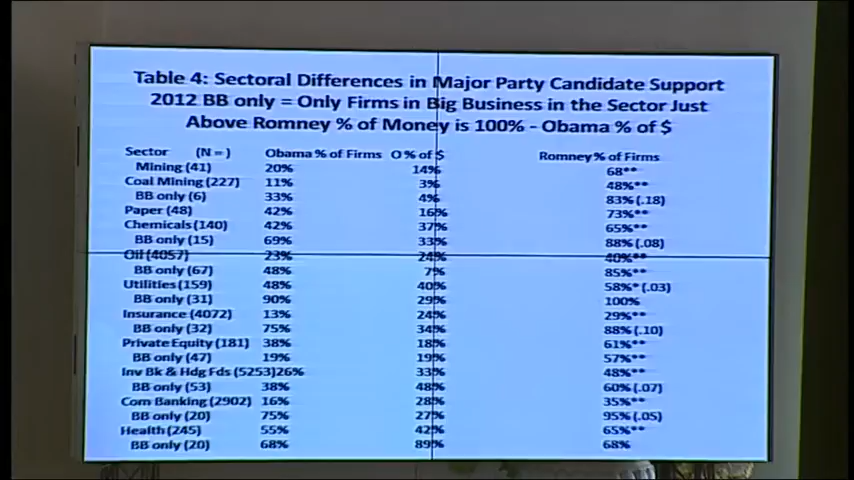 Table 4: Sectoral Differences in Major Party Candidate Support
2012 BB only = Only Firms in Big Business in the Sector Just
Above Romney % of Money is 100% - Obama % of $
Sector (N = ) Obama % of Firms O % of $ Romney % of Firms
Mining (41) 20% 14% 68**
Coal Mining (227) 11% 3% 48%**
BB only (6) 33% 4% 83% (.18)
Paper (48) 42% 16% 73%**
Chemicals (140) 42% 37% 65%**
BB only (15) 69% 33% 88% (.08)
Oil (4057) 23% 24% 40%**
BB only (67) 48% 7% 85%**
Utilities (159) 48% 40% 58%* (.03)
BB only (31) 90% 29% 100%
Insurance (4072) 13% 24% 29%**
BB only (32) 75% 34% 88% (.10)
Private Equity (181) 38% 18% 61%**
BB only (47) 19% 19% 57%**
Inv Bk & Hdg Fds (5253)26% 33% 48%**
BB only (53) 38% 48% 60% (.07)
Com Banking (2902) 16% 28% 35%**
BB only (20) 75% 27% 95% (.05)
Health (245) 55% 42% 65%**
BB only (20) 68% 89% 68%